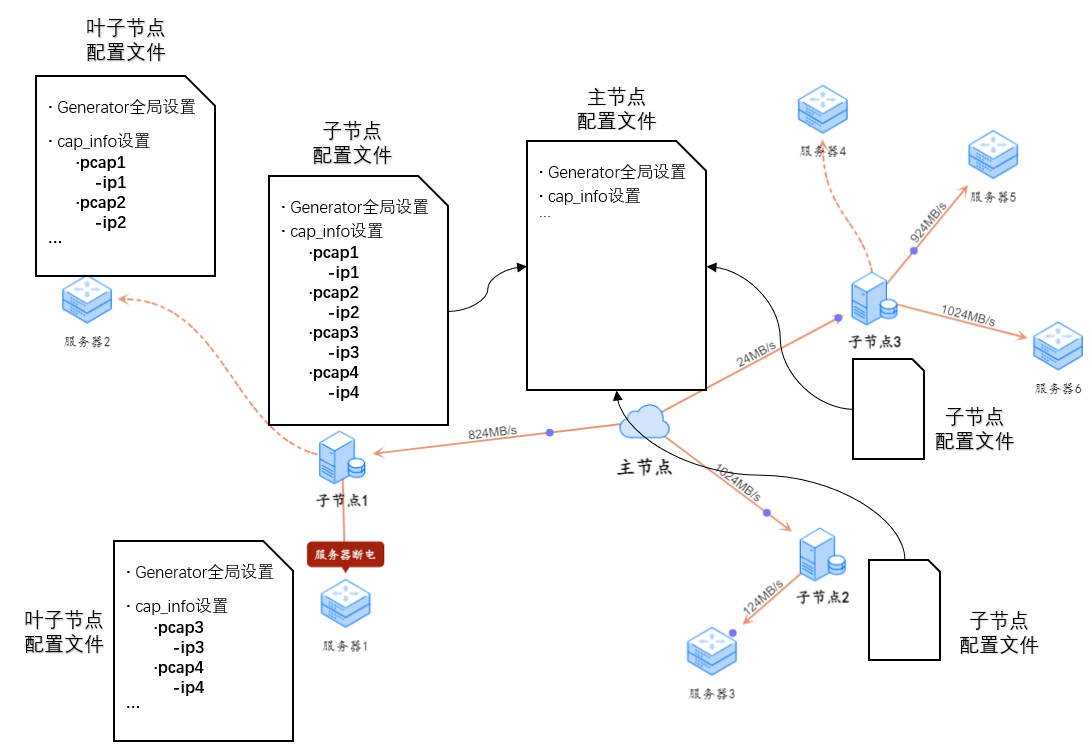 叶子节点
配置文件
· Generator全局设置
· cap_info设置
·pcap1
-ip1
·pcap2
-ip2
...
服务器2
子节点
配置文件
· Generator全局设置
· cap_info设置
·pcap1
-ip1
·pcap2
-ip2
·pcap3
-ip3
·pcap4
-ip4
主节点
配置文件
· Generator全局设置
· cap_info设置
...
服务器4
服务器5
924MB/s
子节点3
1024MB/s
服务器6
24MB/s
子节点
配置文件
824MB/s
主节点
子节点1
1024MB/s
服务器断电
服务器1
叶子节点
配置文件
· Generator全局设置
· cap_info设置
·pcap3
-ip3
·pcap4
-ip4
...
子节点2
124MB/s
服务器3
子节点
配置文件